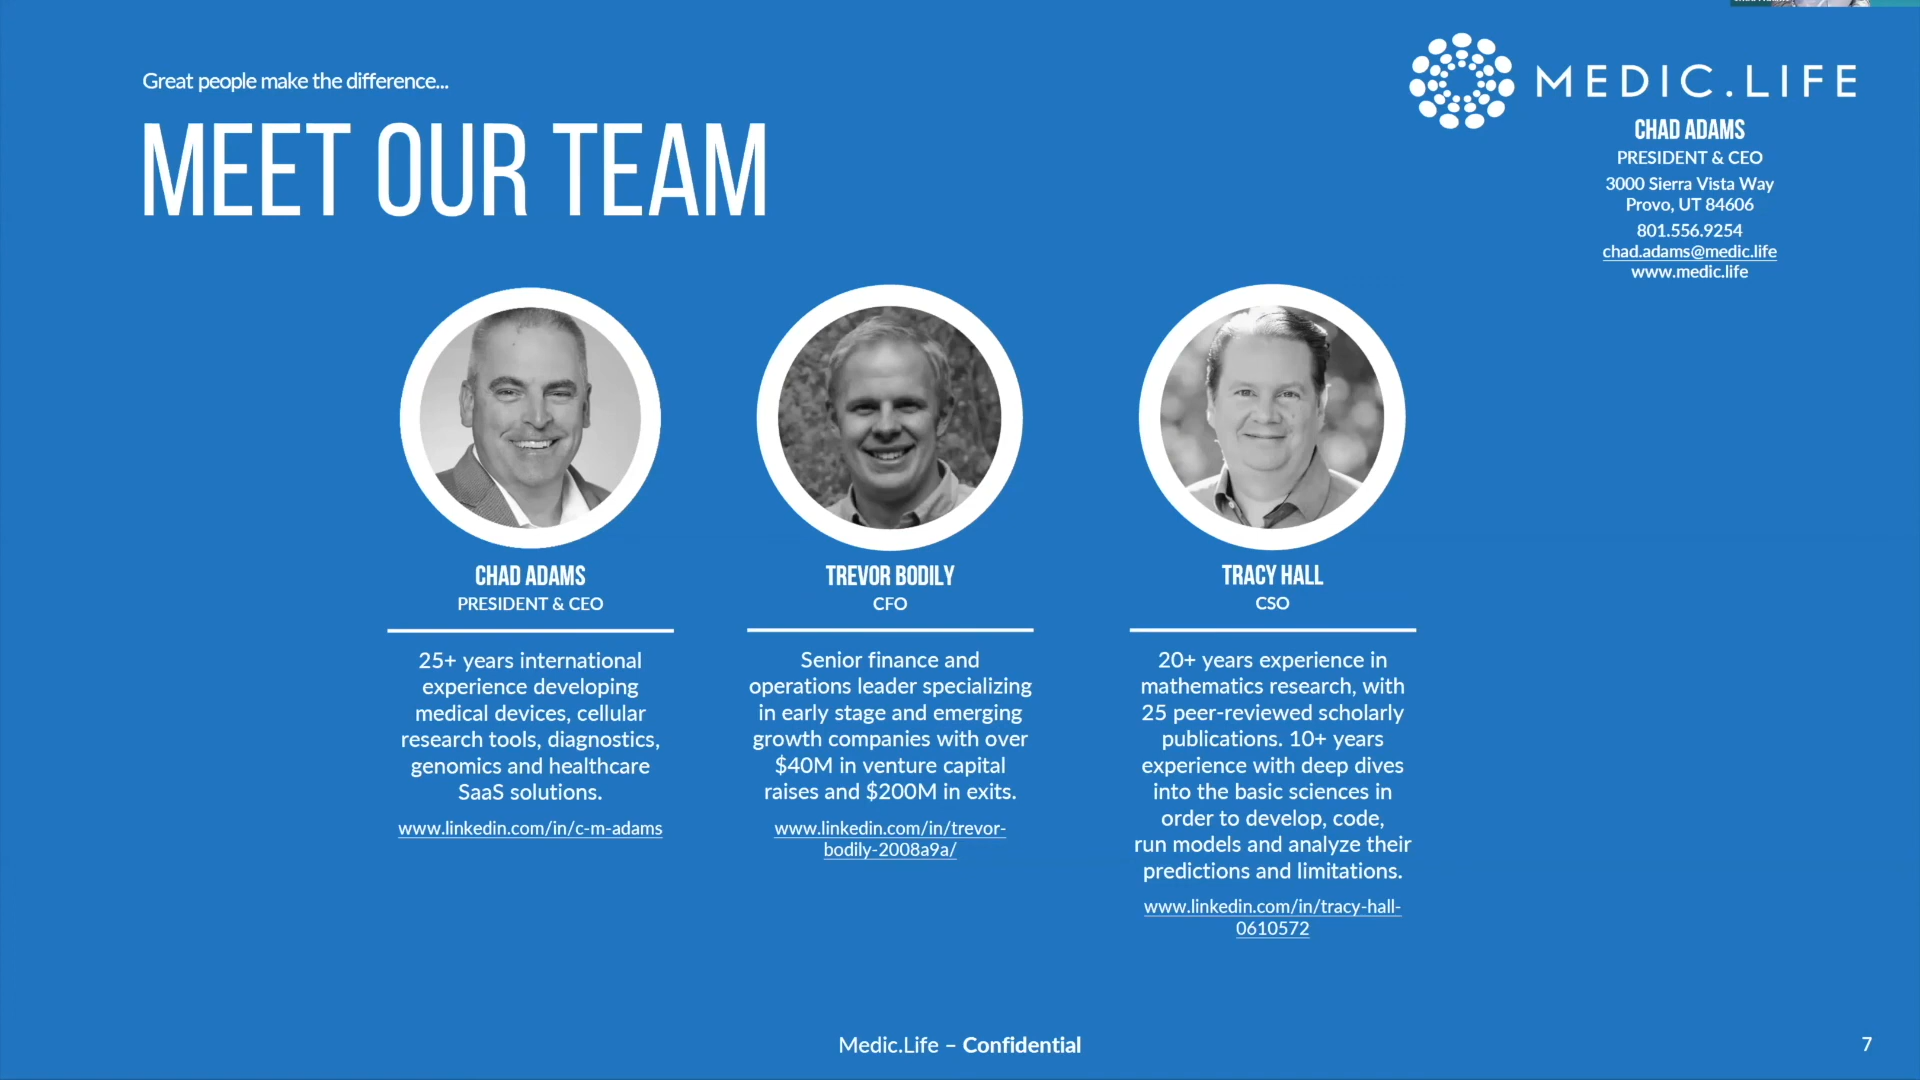 Great people make the difference...
MEET OUR TEAM
MEDIC.LIFE
CHAD ADAMS
PRESIDENT & CEO
3000 Sierra Vista Way
Provo, UT 84606
801.556.9254
chad.adams@medic.life
www.medic.life
CHAD ADAMS
PRESIDENT & CEO
25+ years international
experience developing
medical devices, cellular
research tools, diagnostics,
genomics and healthcare
SaaS solutions.
www.linkedin.com/in/c-m-adams
TREVOR BODILY
CFO
Senior finance and
operations leader specializing
in early stage and emerging
growth companies with over
$40M in venture capital
raises and $200M in exits.
www.linkedin.com/in/trevor-
bodily-2008a9a/
TRACY HALL
CSO
20+ years experience in
mathematics research, with
25 peer-reviewed scholarly
publications. 10+ years
experience with deep dives
into the basic sciences in
order to develop, code,
run models and analyze their
predictions and limitations.
www.linkedin.com/in/tracy-hall-
0610572
Medic.Life – Confidential
7